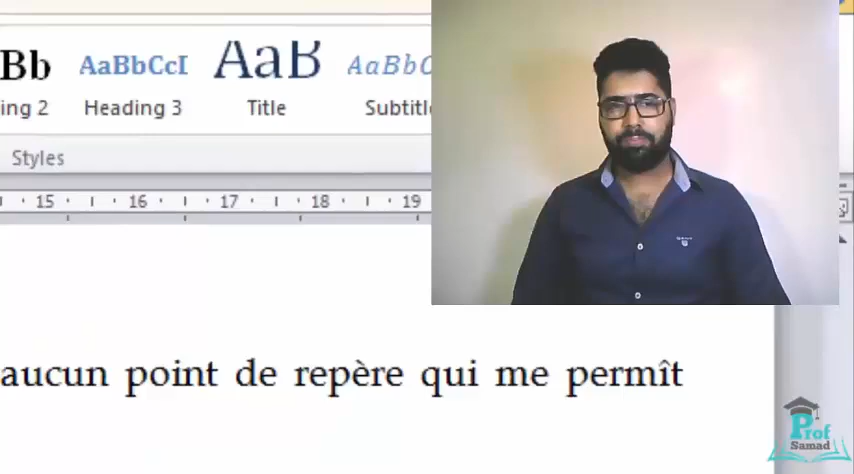 Bb AaBbCcI AaB AaBbC
ing 2 Heading 3 Title Subtitl
Styles
15 16 17 18 19
aucun point de repère qui me permît
Prof
Samad